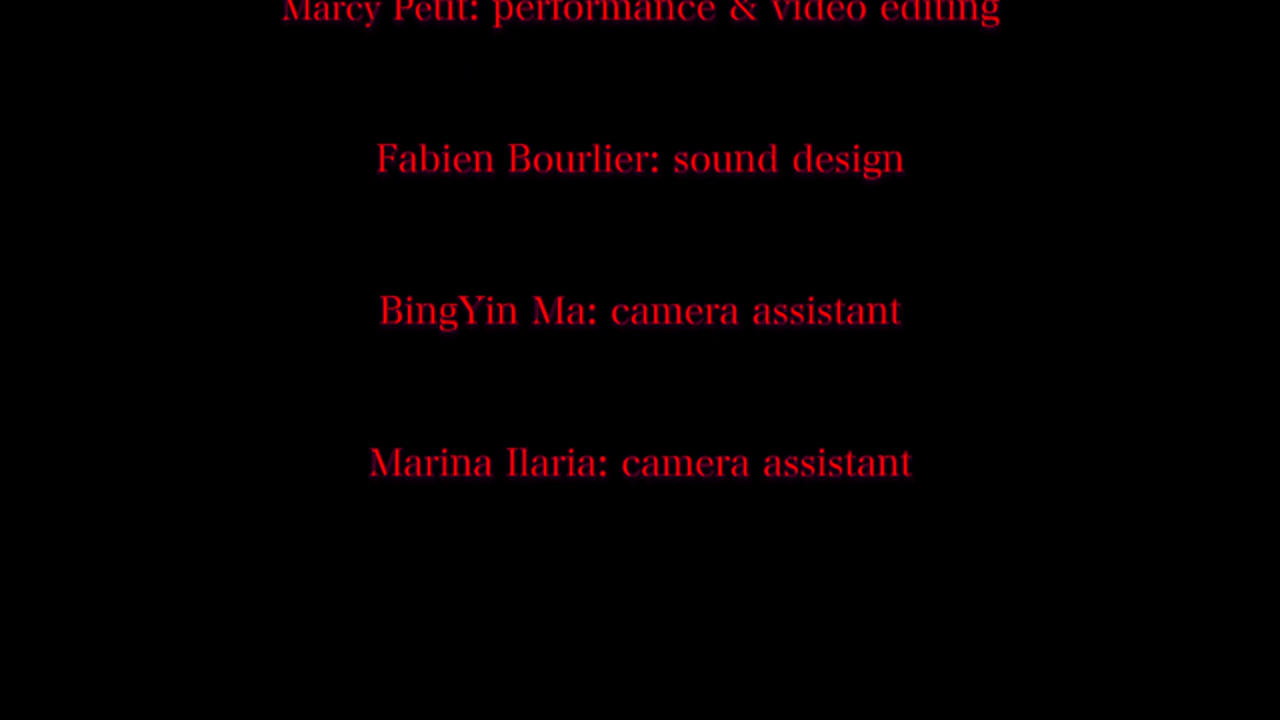 Marcy Petit: performance & video editing
Fabien Bourlier: sound design
BingYin Ma: camera assistant
Marina Ilaria: camera assistant